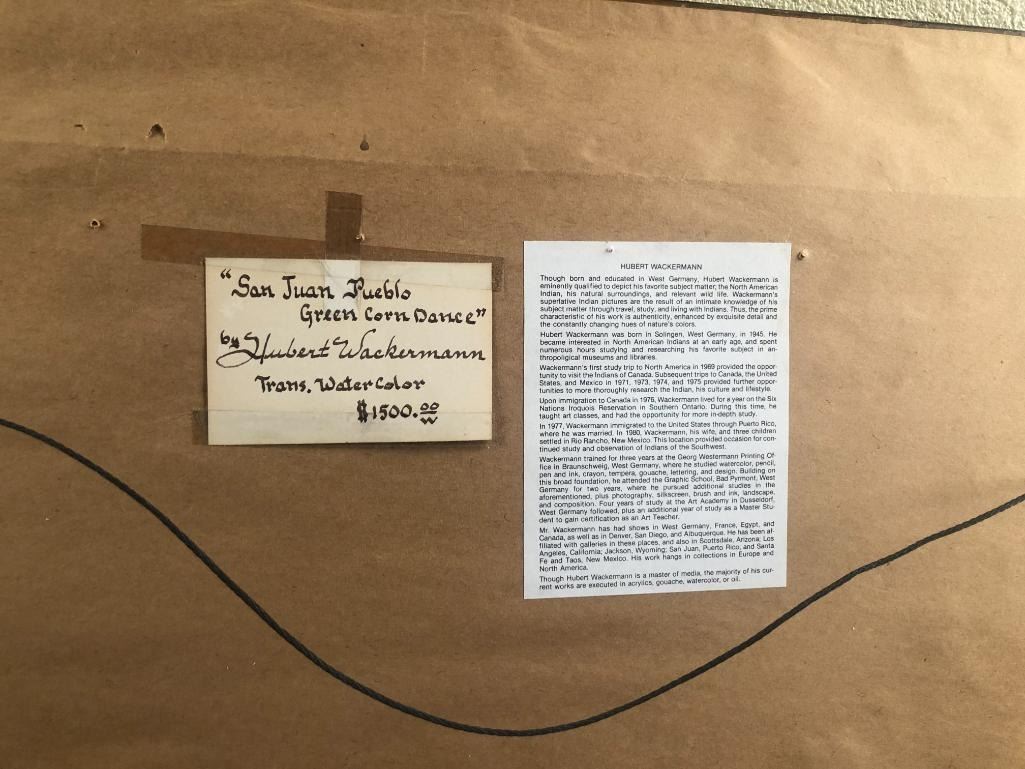 "San Juan Pueblo
Green Corn Dance"
by Hubert Wackermann
Trans. Water Color
$1500.00
HUBERT WACKERMANN
Though born and educated in West Germany, Hubert Wackermann is
eminently qualified to depict his favorite subject matter; the North American
Indian, his natural surroundings, and relevant wild life. Wackermann's
superlative Indian pictures are the result of an intimate knowledge of his
subject matter through travel, study, and living with Indians. Thus, the prime
characteristic of his work is authenticity, enhanced by exquisite detail and
the constantly changing hues of nature's colors.
Hubert Wackermann was born in Solingen, West Germany, in 1945. He
became interested in North American Indians at an early age, and spent
numerous hours studying and researching his favorite subject in an-
thropoligical museums and libraries.
Wackermann's first study trip to North America in 1969 provided the oppor-
tunity to visit the Indians of Canada. Subsequent trips to Canada, the United
States, and Mexico in 1971, 1973, 1974, and 1975 provided further oppor-
tunities to more thoroughly research the Indian, his culture and lifestyle.
Upon immigration to Canada in 1976, Wackermann lived for a year on the Six
Nations Iroquois Reservation in Southern Ontario. During this time, he
taught art classes, and had the opportunity for more in-depth study.
In 1977, Wackermann immigrated to the United States through Puerto Rico,
where he was married. In 1980, Wackermann, his wife, and three children
settled in Rio Rancho, New Mexico. This location provided occasion for con-
tinued study and observation of Indians of the Southwest.
Wackermann trained for three years at the Georg Westermann Printing Of-
fice in Braunschweig, West Germany, where he studied watercolor, pencil,
pen and ink, crayon, tempera, gouache, lettering, and design. Building on
this broad foundation, he attended the Graphic School, Bad Pyrmont, West
Germany for two years, where he pursued additional studies in the
aforementioned, plus photography, silkscreen, brush and ink, landscape,
and composition. Four years of study at the Art Academy in Dusseldorf,
West Germany followed, plus an additional year of study as a Master Stu-
dent to gain certification as an Art Teacher.
Mr. Wackermann has had shows in West Germany, France, Egypt, and
Canada, as well as in Denver, San Diego, and Albuquerque. He has been af-
filiated with galleries in these places, and also in Scottsdale, Arizona; Los
Angeles, California; Jackson, Wyoming; San Juan, Puerto Rico, and Santa
Fe and Taos, New Mexico. His work hangs in collections in Europe and
North America.
Though Hubert Wackermann is a master of media, the majority of his cur-
rent works are executed in acrylics, gouache, watercolor, or oil.